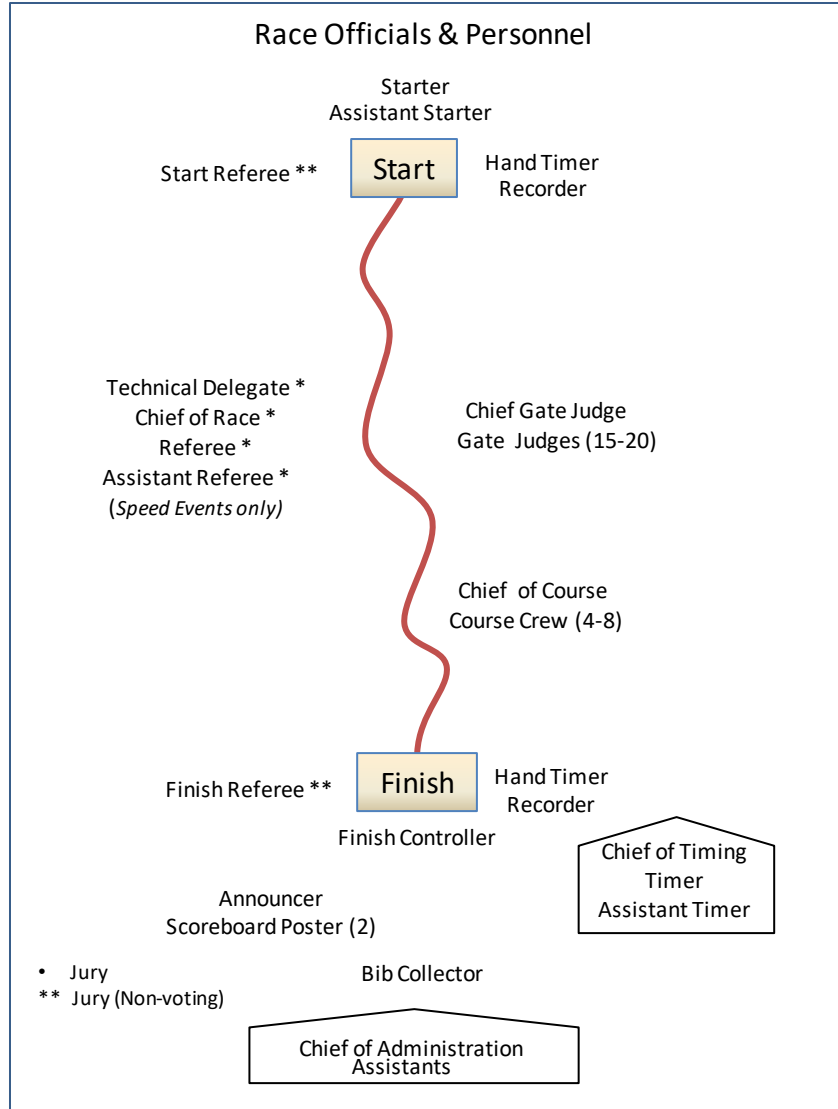 Race Officials & Personnel
Starter
Assistant Starter
Start Referee **
Start
Hand Timer
Recorder
Technical Delegate *
Chief of Race *
Referee *
Assistant Referee *
(Speed Events only)
Chief Gate Judge
Gate Judges (15-20)
Chief of Course
Course Crew (4-8)
Finish Referee **
Finish
Hand Timer
Recorder
Finish Controller
Chief of Timing
Timer
Assistant Timer
Announcer
Scoreboard Poster (2)
• Jury
** Jury (Non-voting)
Bib Collector
Chief of Administration
Assistants